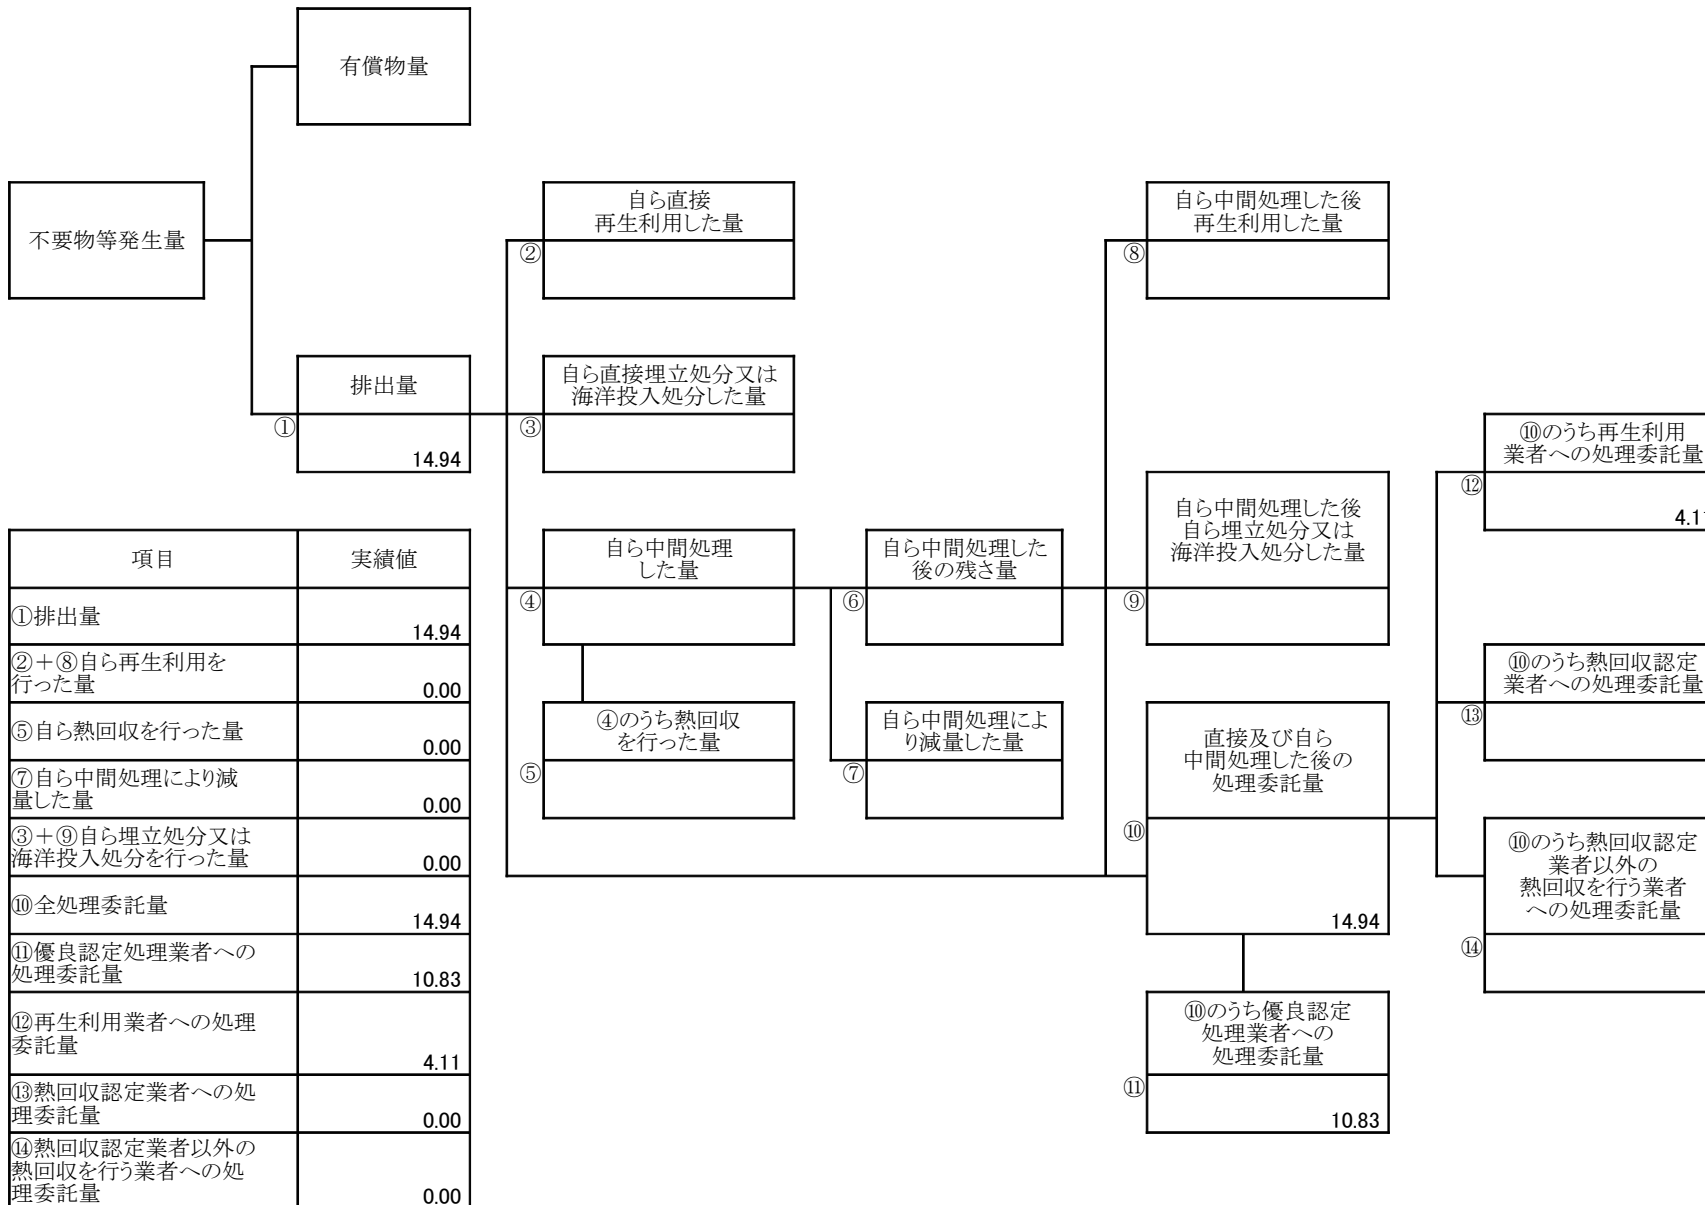 有償物量
不要物等発生量
自ら直接
再生利用した量
②
自ら中間処理した後
再生利用した量
⑧
排出量
①
14.94
自ら直接埋立処分又は
海洋投入処分した量
③
⑩のうち再生利用
業者への処理委託量
⑫
4.11
自ら中間処理
した量
④
自ら中間処理した
後の残さ量
⑥
自ら中間処理した後
自ら埋立処分又は
海洋投入処分した量
⑨
⑩のうち熱回収認定
業者への処理委託量
⑬
④のうち熱回収
を行った量
⑤
自ら中間処理によ
り減量した量
⑦
直接及び自ら
中間処理した後の
処理委託量
⑩
14.94
⑩のうち熱回収認定
業者以外の
熱回収を行う業者
への処理委託量
⑭
⑩のうち優良認定
処理業者への
処理委託量
⑪
10.83
項目 実績値
①排出量
14.94
②+⑧自ら再生利用を
行った量
0.00
⑤自ら熱回収を行った量
0.00
⑦自ら中間処理により減
量した量
0.00
③+⑨自ら埋立処分又は
海洋投入処分を行った量
0.00
⑩全処理委託量
14.94
⑪優良認定処理業者への
処理委託量
10.83
⑫再生利用業者への処理
委託量
4.11
⑬熱回収認定業者への処
理委託量
0.00
⑭熱回収認定業者以外の
熱回収を行う業者への処
理委託量
0.00